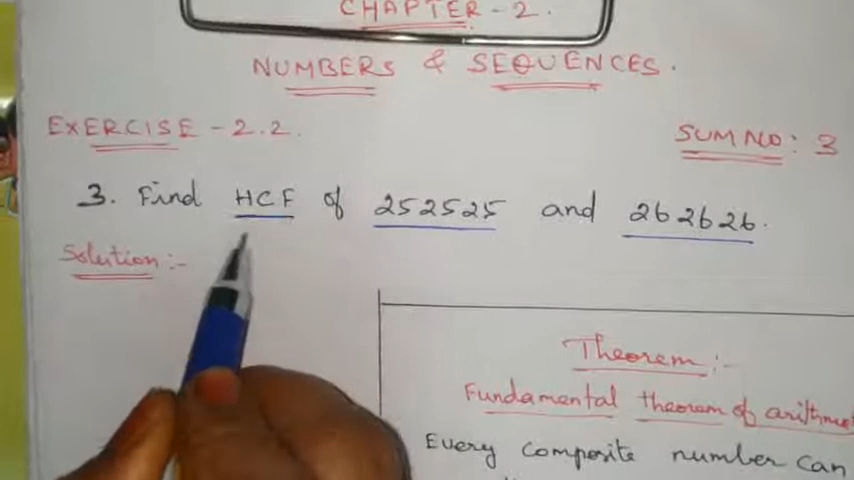 CHAPTER - 2.
NUMBERS & SEQUENCES.
EXERCISE - 2.2.
SUM NO: 3
3. Find HCF of 252525 and 262626.
Solution :-
Theorem :-
Fundamental theorem of arithme
Every composite number can